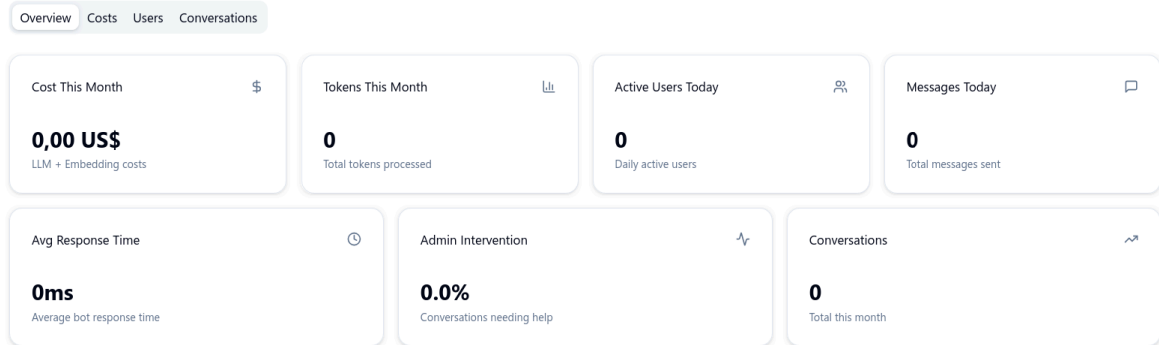 Overview Costs Users Conversations
Cost This Month
0,00 US$
LLM + Embedding costs
Tokens This Month
0
Total tokens processed
Active Users Today
0
Daily active users
Messages Today
0
Total messages sent
Avg Response Time
0ms
Average bot response time
Admin Intervention
0.0%
Conversations needing help
Conversations
0
Total this month